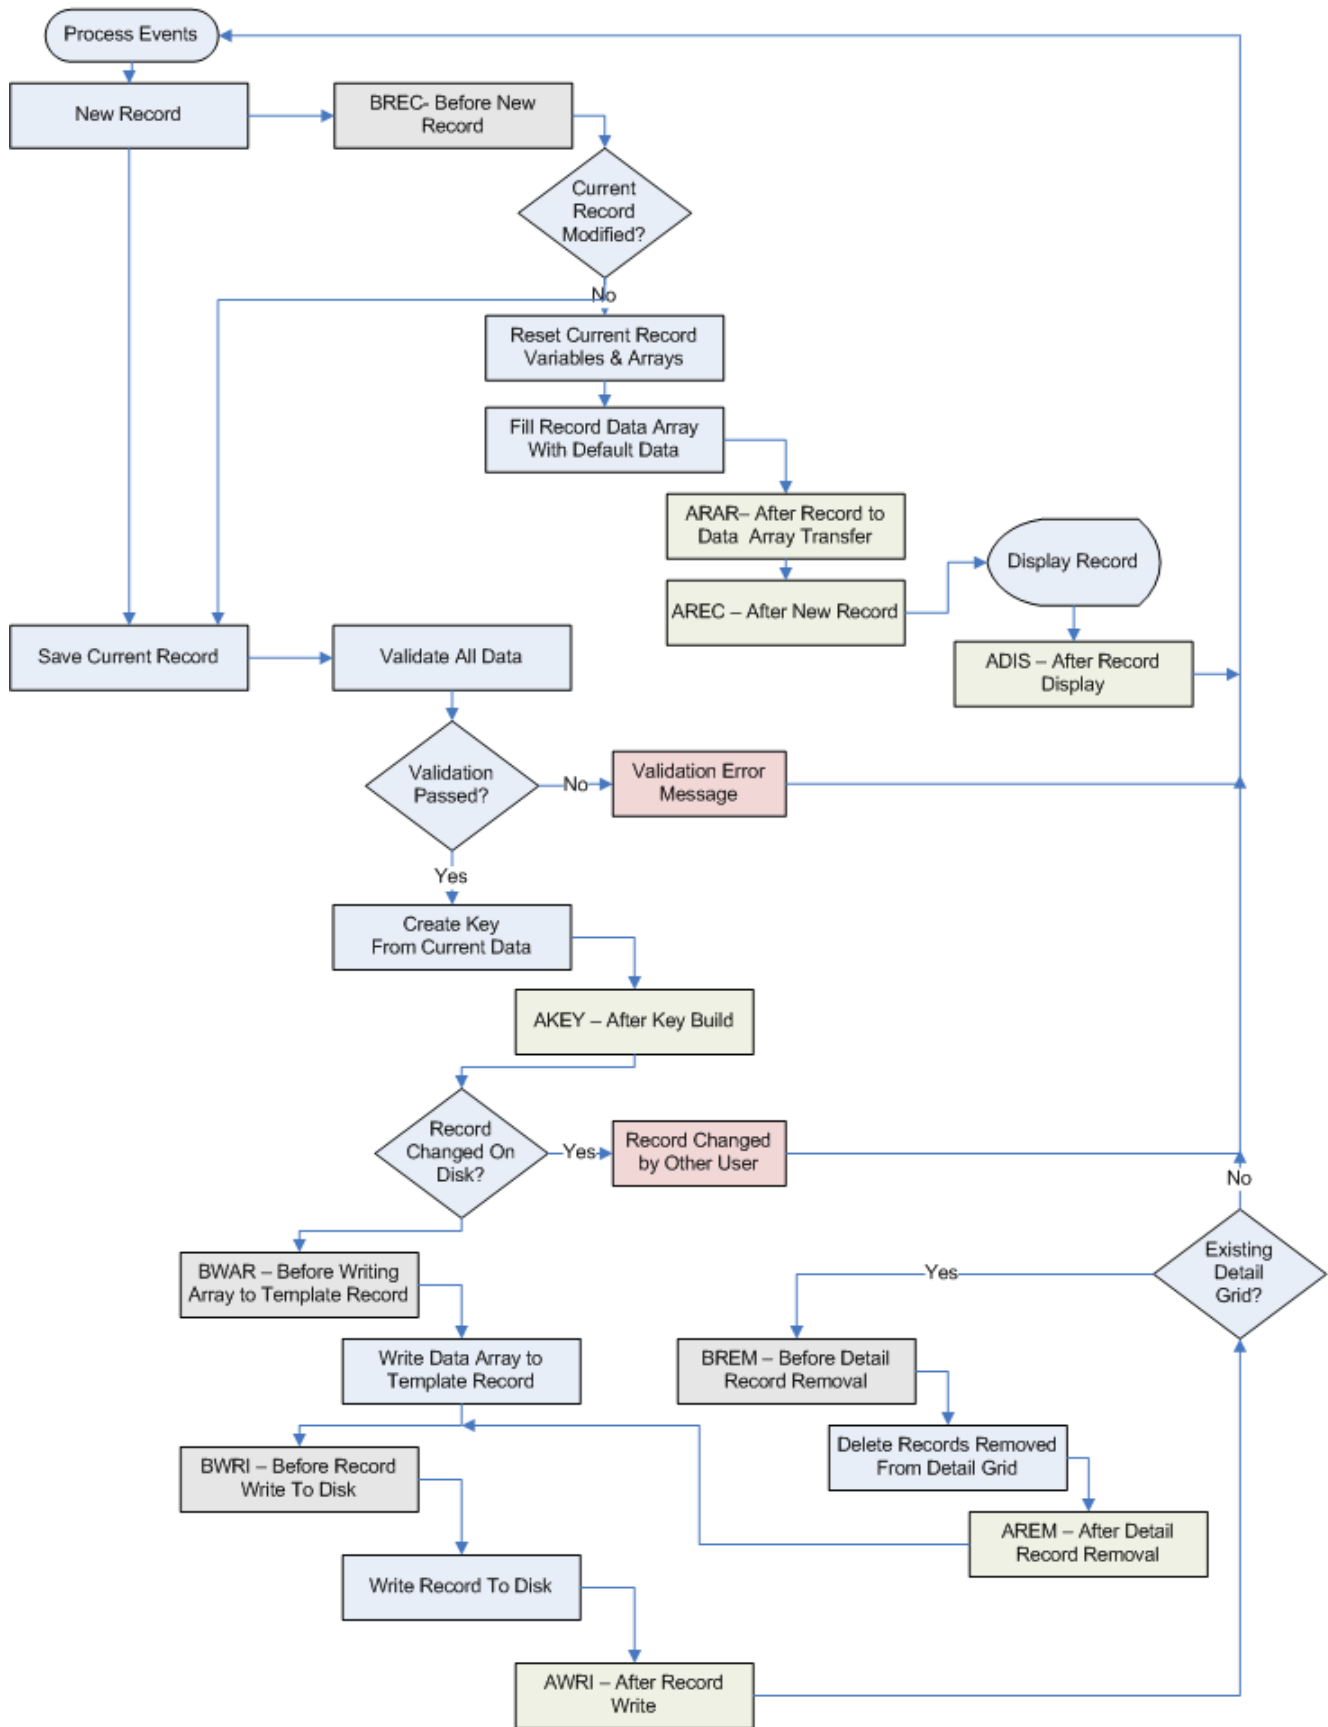 Process Events
New Record
BREC- Before New
Record
Current
Record
Modified?
No
Reset Current Record
Variables & Arrays
Fill Record Data Array
With Default Data
ARAR– After Record to
Data Array Transfer
AREC – After New Record
Display Record
ADIS – After Record
Display
Save Current Record
Validate All Data
Validation
Passed?
No
Validation Error
Message
Yes
Create Key
From Current Data
AKEY – After Key Build
Record
Changed On
Disk?
Yes
Record Changed
by Other User
No
Existing
Detail
Grid?
Yes
BWAR – Before Writing
Array to Template Record
Write Data Array to
Template Record
BREM – Before Detail
Record Removal
Delete Records Removed
From Detail Grid
BWRI – Before Record
Write To Disk
AREM – After Detail
Record Removal
Write Record To Disk
AWRI – After Record
Write